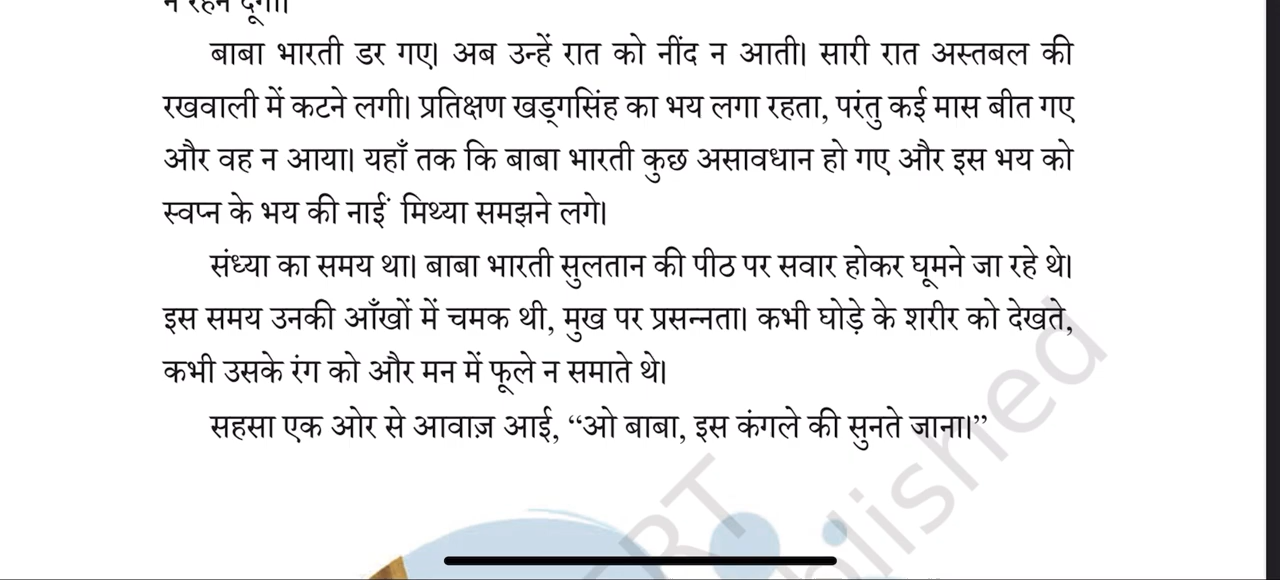 न रहने दूँगा।
बाबा भारती डर गए। अब उन्हें रात को नींद न आती। सारी रात अस्तबल की
रखवाली में कटने लगी। प्रतिक्षण खड्गसिंह का भय लगा रहता, परंतु कई मास बीत गए
और वह न आया। यहाँ तक कि बाबा भारती कुछ असावधान हो गए और इस भय को
स्वप्न के भय की नाईं मिथ्या समझने लगे।
संध्या का समय था। बाबा भारती सुलतान की पीठ पर सवार होकर घूमने जा रहे थे।
इस समय उनकी आँखों में चमक थी, मुख पर प्रसन्नता। कभी घोड़े के शरीर को देखते,
कभी उसके रंग को और मन में फूले न समाते थे।
सहसा एक ओर से आवाज़ आई, “ओ बाबा, इस कंगले की सुनते जाना।”